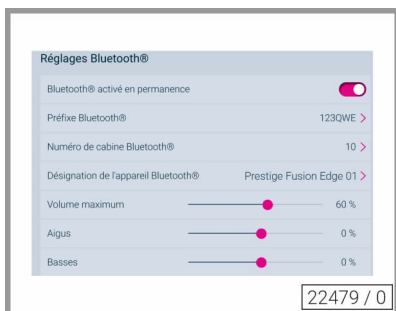 Réglages Bluetooth®
Bluetooth® activé en permanence
Préfixe Bluetooth® 123QWE >
Numéro de cabine Bluetooth® 10 >
Désignation de l'appareil Bluetooth® Prestige Fusion Edge 01 >
Volume maximum 60 %
Aigus 0 %
Basses 0 %
22479 / 0